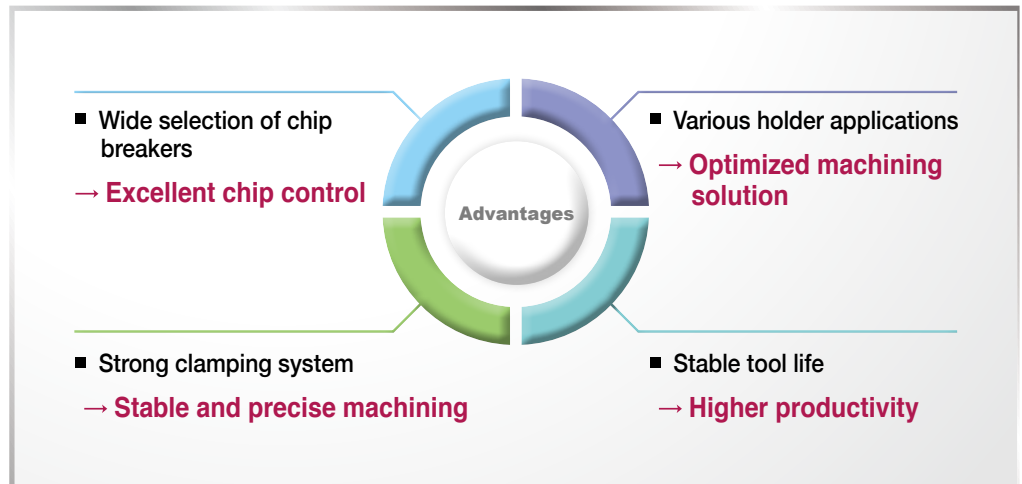 ■ Wide selection of chip
breakers
→ Excellent chip control
■ Various holder applications
→ Optimized machining
solution
Advantages
■ Strong clamping system
→ Stable and precise machining
■ Stable tool life
→ Higher productivity